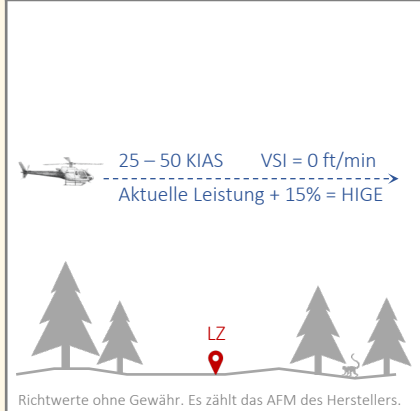 25 – 50 KIAS VSI = 0 ft/min
Aktuelle Leistung + 15% = HIGE
LZ
Richtwerte ohne Gewähr. Es zählt das AFM des Herstellers.